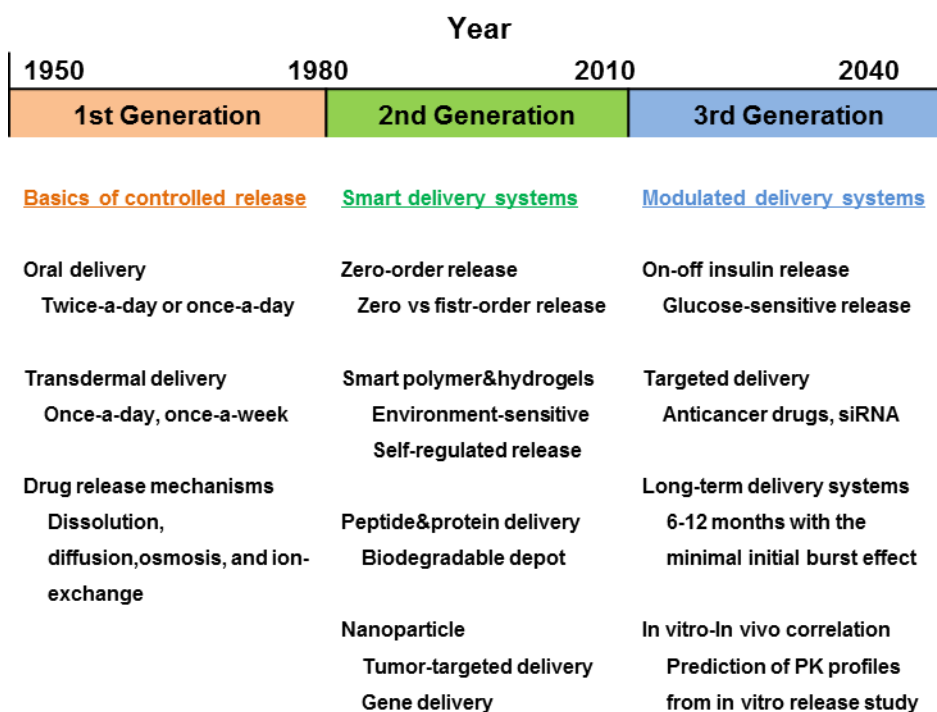 Year
1950 1980 2010 2040
1st Generation 2nd Generation 3rd Generation
Basics of controlled release
Oral delivery
Twice-a-day or once-a-day
Transdermal delivery
Once-a-day, once-a-week
Drug release mechanisms
Dissolution,
diffusion,osmosis, and ion-
exchange
Smart delivery systems
Zero-order release
Zero vs fistr-order release
Smart polymer&hydrogels
Environment-sensitive
Self-regulated release
Peptide&protein delivery
Biodegradable depot
Nanoparticle
Tumor-targeted delivery
Gene delivery
Modulated delivery systems
On-off insulin release
Glucose-sensitive release
Targeted delivery
Anticancer drugs, siRNA
Long-term delivery systems
6-12 months with the
minimal initial burst effect
In vitro-In vivo correlation
Prediction of PK profiles
from in vitro release study